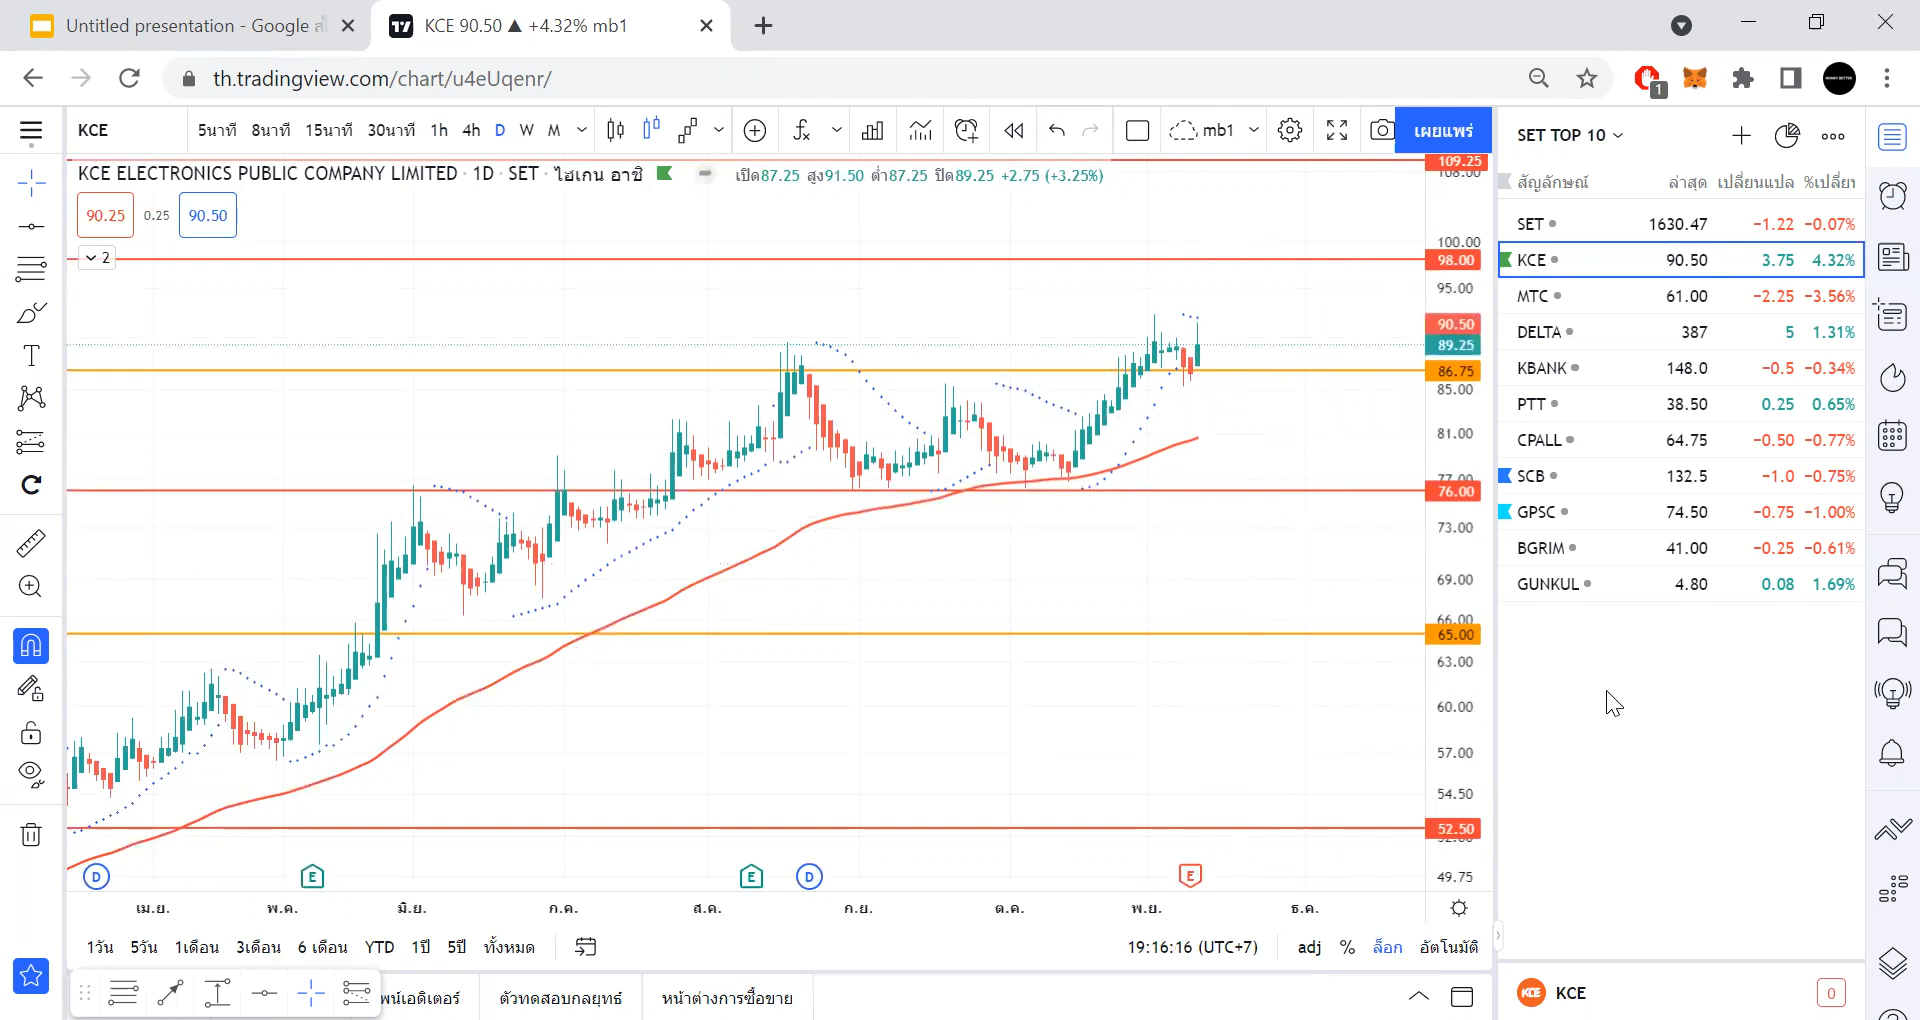 Untitled presentation - Google ส
KCE 90.50 ▲ +4.32% mb1
th.tradingview.com/chart/u4eUqenr/
1
KCE
5นาที 8นาที 15นาที 30นาที 1h 4h D W M
mb1
เผยแพร่
KCE ELECTRONICS PUBLIC COMPANY LIMITED · 1D · SET · ไฮเกน อาชิ
เปิด87.25 สูง91.50 ต่ำ87.25 ปิด89.25 +2.75 (+3.25%)
90.25 0.25 90.50
2
109.25
108.00
100.00
98.00
95.00
90.50
89.25
86.75
85.00
81.00
77.00
76.00
73.00
69.00
66.00
65.00
63.00
60.00
57.00
54.50
52.50
49.75
D E E D E
เม.ย. พ.ค. มิ.ย. ก.ค. ส.ค. ก.ย. ต.ค. พ.ย. ธ.ค.
1วัน 5วัน 1เดือน 3เดือน 6 เดือน YTD 1ปี 5ปี ทั้งหมด
19:16:16 (UTC+7) adj % ล็อก อัตโนมัติ
พน์เอดิเตอร์ ตัวทดสอบกลยุทธ์ หน้าต่างการซื้อขาย
SET TOP 10
สัญลักษณ์ ล่าสุด เปลี่ยนแปล %เปลี่ยน
SET 1630.47 −1.22 −0.07%
KCE 90.50 3.75 4.32%
MTC 61.00 −2.25 −3.56%
DELTA 387 5 1.31%
KBANK 148.0 −0.5 −0.34%
PTT 38.50 0.25 0.65%
CPALL 64.75 −0.50 −0.77%
SCB 132.5 −1.0 −0.75%
GPSC 74.50 −0.75 −1.00%
BGRIM 41.00 −0.25 −0.61%
GUNKUL 4.80 0.08 1.69%
KCE KCE 0